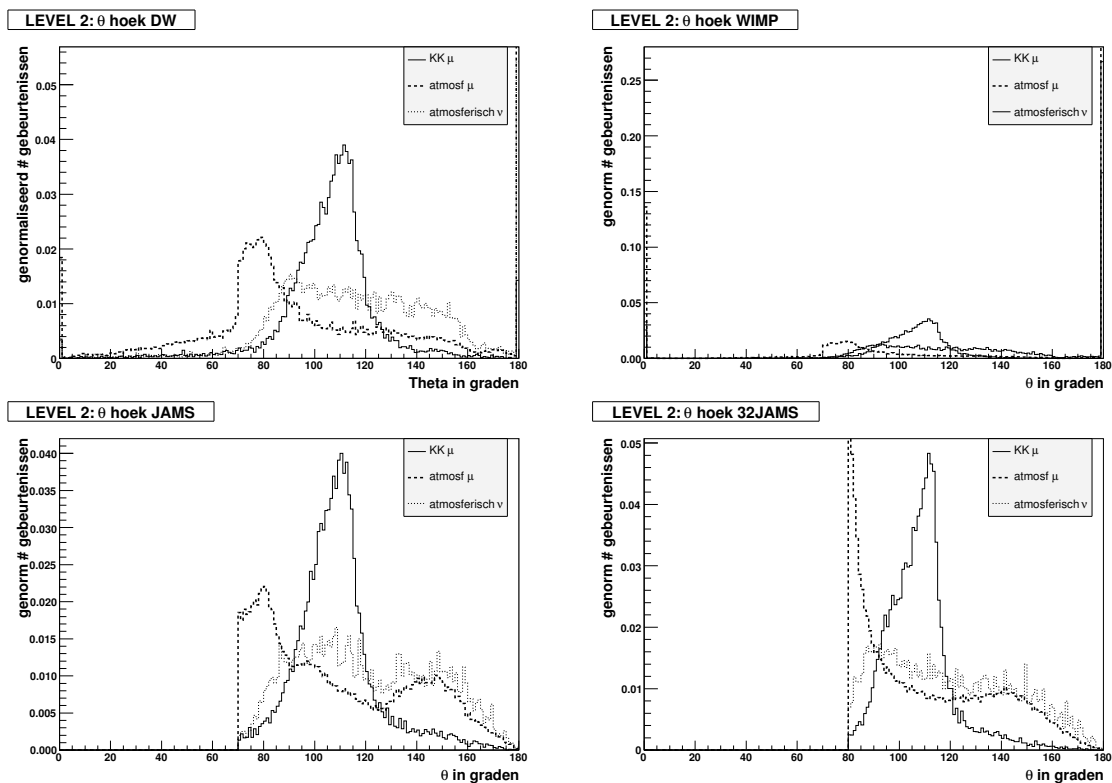 LEVEL 2: θ hoek DW
genormaliseerd # gebeurtenissen
KK μ
atmosf μ
atmosferisch ν
0.05
0.04
0.03
0.02
0.01
0
0 20 40 60 80 100 120 140 160 180
Theta in graden
LEVEL 2: θ hoek WIMP
genorm # gebeurtenissen
KK μ
atmosf μ
atmosferisch ν
0.25
0.20
0.15
0.10
0.05
0.00
0 20 40 60 80 100 120 140 160 180
θ in graden
LEVEL 2: θ hoek JAMS
genorm # gebeurtenissen
KK μ
atmosf μ
atmosferisch ν
0.040
0.035
0.030
0.025
0.020
0.015
0.010
0.005
0.000
0 20 40 60 80 100 120 140 160 180
θ in graden
LEVEL 2: θ hoek 32JAMS
genorm # gebeurtenissen
KK μ
atmosf μ
atmosferisch ν
0.05
0.04
0.03
0.02
0.01
0
0 20 40 60 80 100 120 140 160 180
θ in graden